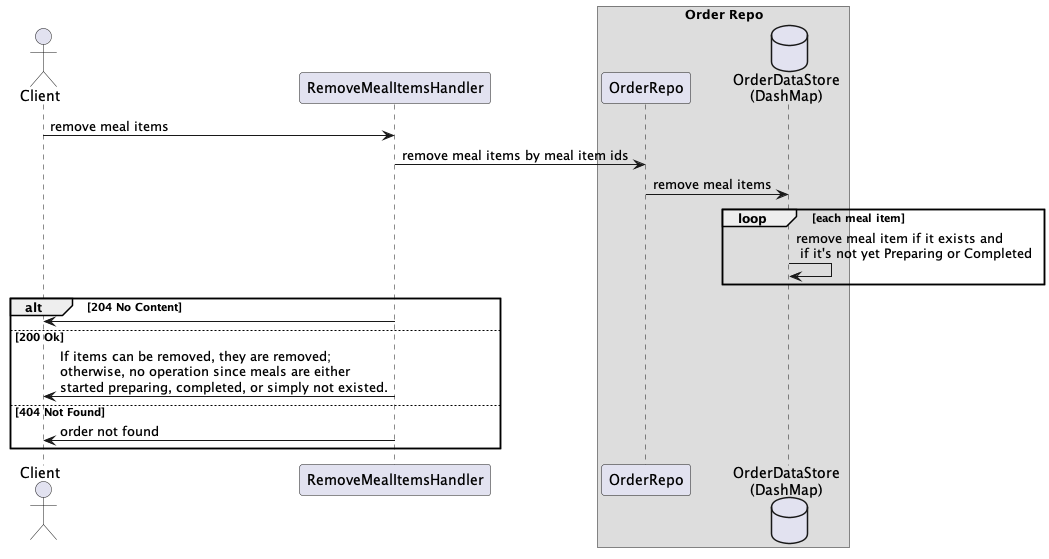 Order Repo
Client
RemoveMealItemsHandler
OrderRepo
OrderDataStore
(DashMap)
remove meal items
remove meal items by meal item ids
remove meal items
loop
[each meal item]
remove meal item if it exists and
if it's not yet Preparing or Completed
alt
[204 No Content]
[200 Ok]
If items can be removed, they are removed;
otherwise, no operation since meals are either
started preparing, completed, or simply not existed.
[404 Not Found]
order not found
Client
RemoveMealItemsHandler
OrderRepo
OrderDataStore
(DashMap)